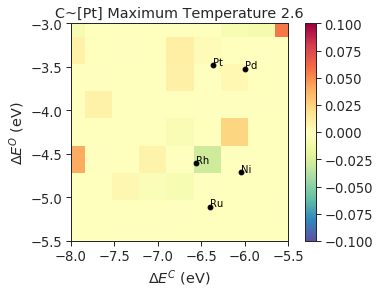 C~[Pt] Maximum Temperature 2.6
−3.0
−3.5
−4.0
−4.5
−5.0
−5.5
ΔE^O (eV)
Pt
Pd
Rh
Ni
Ru
−8.0 −7.5 −7.0 −6.5 −6.0 −5.5
ΔE^C (eV)
0.100
0.075
0.050
0.025
0.000
−0.025
−0.050
−0.075
−0.100